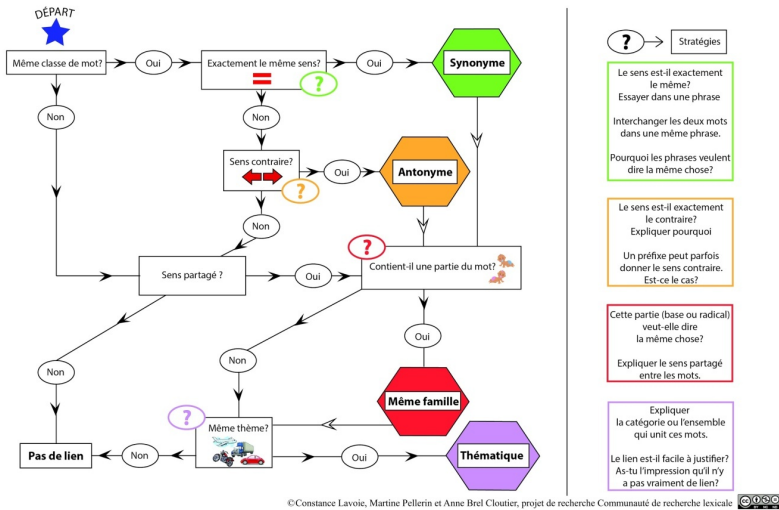 DÉPART
Même classe de mot?
Oui
Exactement le même sens?
Oui
Synonyme
?
Non
Non
Sens contraire?
Oui
Antonyme
?
Non
?
Sens partagé ?
Oui
Contient-il une partie du mot?
Non
Non
Oui
Même famille
?
Même thème?
Pas de lien
Non
Oui
Thématique
?
Stratégies
Le sens est-il exactement
le même?
Essayer dans une phrase
Interchanger les deux mots
dans une même phrase.
Pourquoi les phrases veulent
dire la même chose?
Le sens est-il exactement
le contraire?
Expliquer pourquoi
Un préfixe peut parfois
donner le sens contraire.
Est-ce le cas?
Cette partie (base ou radical)
veut-elle dire
la même chose?
Expliquer le sens partagé
entre les mots.
Expliquer
la catégorie ou l'ensemble
qui unit ces mots.
Le lien est-il facile à justifier?
As-tu l'impression qu'il n'y
a pas vraiment de lien?
©Constance Lavoie, Martine Pellerin et Anne Brel Cloutier, projet de recherche Communauté de recherche lexicale